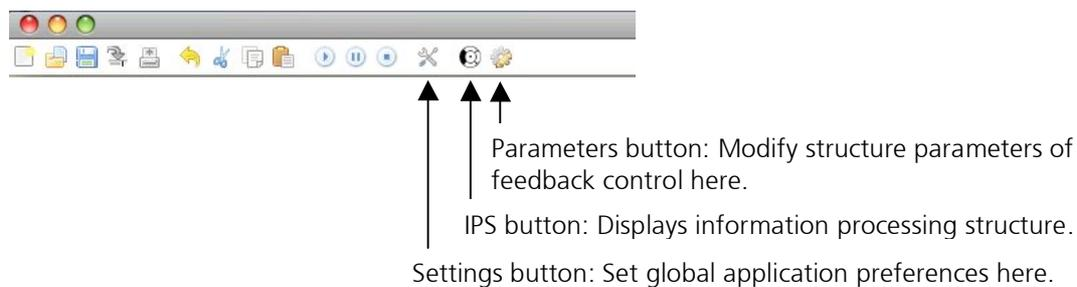 Parameters button: Modify structure parameters of
feedback control here.
IPS button: Displays information processing structure.
Settings button: Set global application preferences here.